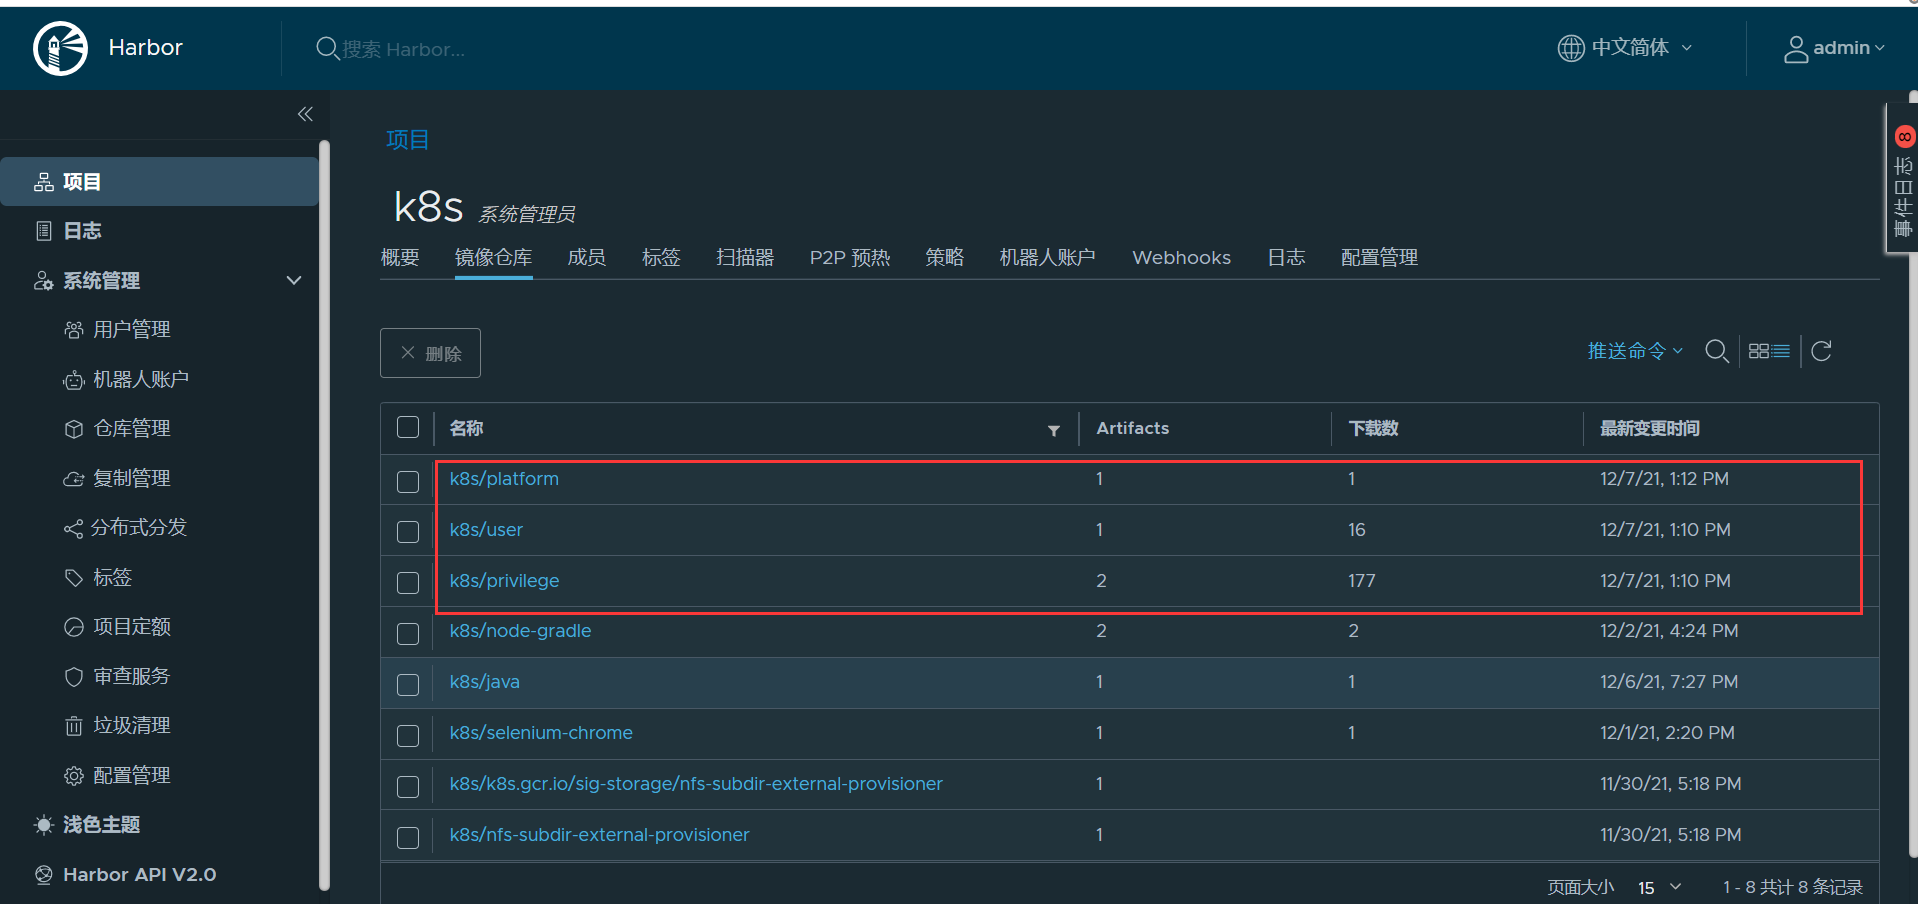 Harbor
搜索 Harbor...
中文简体
admin
项目
日志
系统管理
用户管理
机器人账户
仓库管理
复制管理
分布式分发
标签
项目定额
审查服务
垃圾清理
配置管理
浅色主题
Harbor API V2.0
项目
k8s 系统管理员
概要 镜像仓库 成员 标签 扫描器 P2P 预热 策略 机器人账户 Webhooks 日志 配置管理
删除
推送命令
名称 Artifacts 下载数 最新变更时间
k8s/platform 1 1 12/7/21, 1:12 PM
k8s/user 1 16 12/7/21, 1:10 PM
k8s/privilege 2 177 12/7/21, 1:10 PM
k8s/node-gradle 2 2 12/2/21, 4:24 PM
k8s/java 1 1 12/6/21, 7:27 PM
k8s/selenium-chrome 1 1 12/1/21, 2:20 PM
k8s/k8s.gcr.io/sig-storage/nfs-subdir-external-provisioner 1 11/30/21, 5:18 PM
k8s/nfs-subdir-external-provisioner 1 11/30/21, 5:18 PM
页面大小 15 1 - 8 共计 8 条记录
事件日志 8